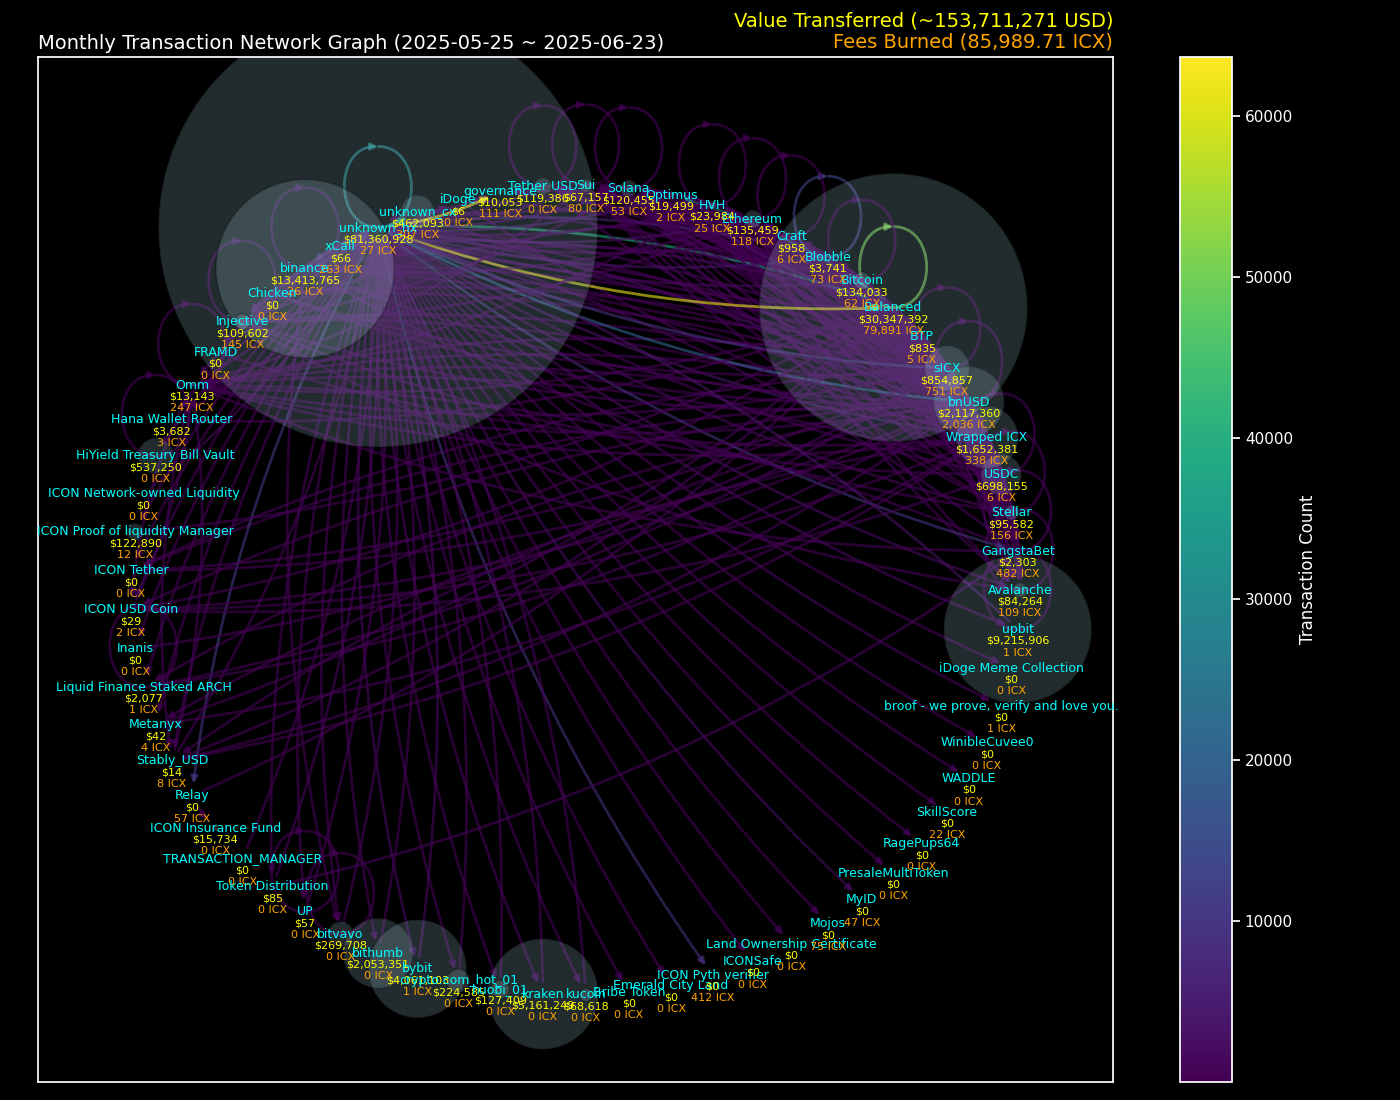 Value Transferred (~153,711,271 USD)
Monthly Transaction Network Graph (2025-05-25 ~ 2025-06-23)
Fees Burned (85,989.71 ICX)
governance
$10,053
111 ICX
Tether USD
$119,386
0 ICX
Sui
$67,157
80 ICX
Solana
$120,455
53 ICX
Optimus
$19,499
2 ICX
HVH
$23,984
25 ICX
Ethereum
$135,459
118 ICX
Craft
$958
6 ICX
Blobble
$3,741
73 ICX
Bitcoin
$134,033
62 ICX
Balanced
$30,347,392
79,891 ICX
BTP
$835
5 ICX
sICX
$854,857
751 ICX
bnUSD
$2,117,360
2,036 ICX
Wrapped ICX
$1,652,381
338 ICX
USDC
$698,155
6 ICX
Stellar
$95,582
156 ICX
GangstaBet
$2,303
482 ICX
Avalanche
$84,264
109 ICX
upbit
$9,215,906
1 ICX
iDoge Meme Collection
$0
0 ICX
broof - we prove, verify and love you.
$0
1 ICX
WinibleCuvee0
$0
0 ICX
WADDLE
$0
0 ICX
SkillScore
$0
22 ICX
RagePups64
$0
0 ICX
PresaleMultiToken
$0
0 ICX
MyID
$0
47 ICX
Mojos
$0
Land Ownership Certificate
$0
0 ICX
ICONSafe
$0
0 ICX
ICON Pyth verifier
$0
412 ICX
Emerald City Land
$0
0 ICX
Bribe Token
$0
0 ICX
kucoin
$68,618
0 ICX
kraken
0 ICX
huobi_01
$127,409
0 ICX
0 ICX
bybit
$4,061,103
1 ICX
bithumb
$2,053,351
0 ICX
bitvavo
$269,708
0 ICX
UP
$57
0 ICX
Token Distribution
$85
0 ICX
TRANSACTION_MANAGER
$0
0 ICX
ICON Insurance Fund
$15,734
0 ICX
Relay
$0
57 ICX
Stably_USD
$14
8 ICX
Metanyx
$42
4 ICX
Liquid Finance Staked ARCH
$2,077
1 ICX
Inanis
$0
0 ICX
ICON USD Coin
$29
2 ICX
ICON Tether
$0
0 ICX
ICON Proof of liquidity Manager
$122,890
12 ICX
ICON Network-owned Liquidity
$0
0 ICX
HiYield Treasury Bill Vault
$537,250
0 ICX
Hana Wallet Router
$3,682
3 ICX
Omm
$13,143
247 ICX
FRAMD
$0
0 ICX
Injective
$109,602
145 ICX
Chicken
$0
0 ICX
binance
$13,413,765
xCall
$66
$81,360,928
27 ICX
unknown_cx
$462,093
iDoge
$6
0 ICX
60000
50000
40000
30000
20000
10000
Transaction Count